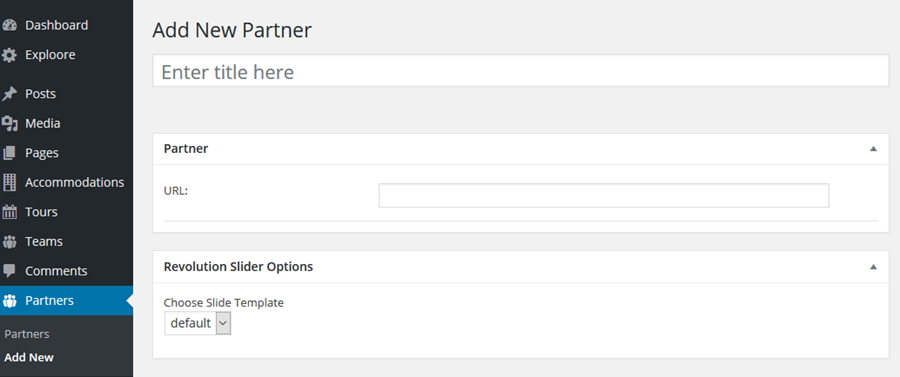 Dashboard
Exploore
Posts
Media
Pages
Accommodations
Tours
Teams
Comments
Partners
Partners
Add New
Add New Partner
Enter title here
Partner
URL:
Revolution Slider Options
Choose Slide Template
default